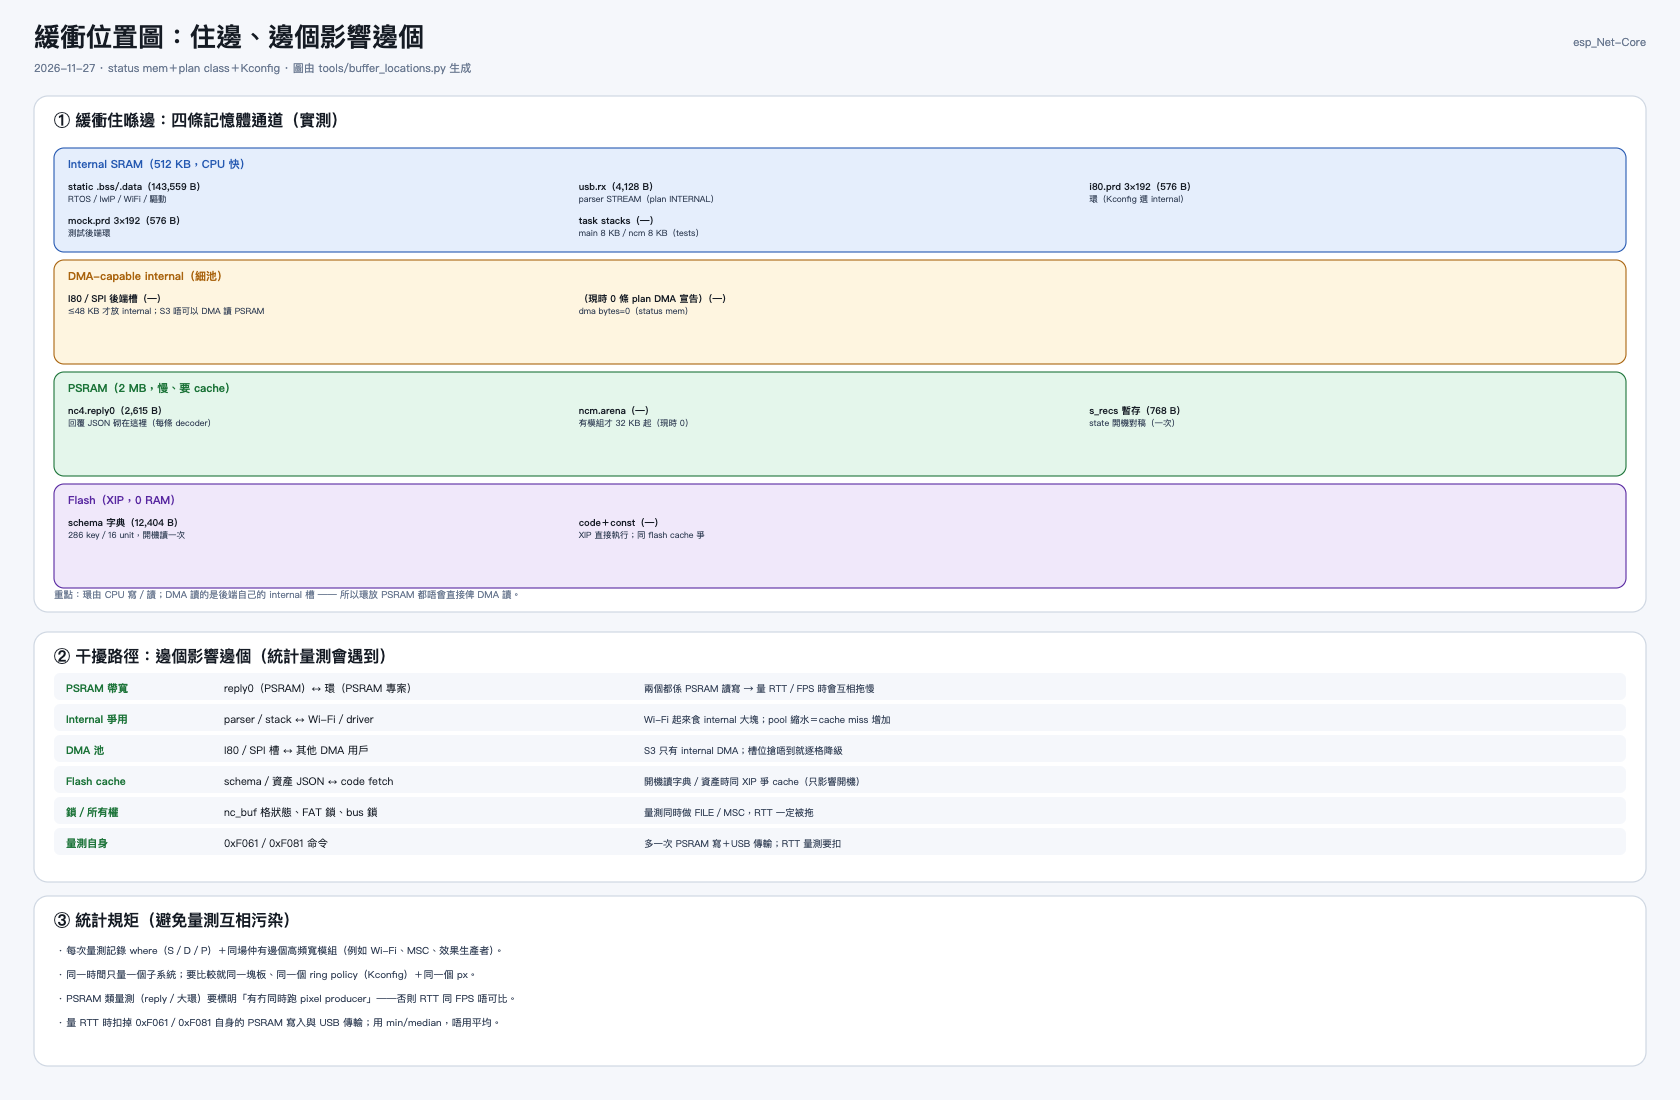 緩衝位置圖：住邊、邊個影響邊個
esp_Net-Core
2026-11-27 · status mem＋plan class＋Kconfig · 圖由 tools/buffer_locations.py 生成
① 緩衝住喺邊：四條記憶體通道（實測）
Internal SRAM（512 KB，CPU 快）
static .bss/.data（143,559 B）
RTOS / lwIP / WiFi / 驅動
usb.rx（4,128 B）
parser STREAM（plan INTERNAL）
i80.prd 3×192（576 B）
環（Kconfig 選 internal）
mock.prd 3×192（576 B）
測試後端環
task stacks（—）
main 8 KB / ncm 8 KB（tests）
DMA-capable internal（細池）
I80 / SPI 後端槽（—）
≤48 KB 才放 internal；S3 唔可以 DMA 讀 PSRAM
（現時 0 條 plan DMA 宣告）（—）
dma bytes=0（status mem）
PSRAM（2 MB，慢、要 cache）
nc4.reply0（2,615 B）
回覆 JSON 砌在這裡（每條 decoder）
ncm.arena（—）
有模組才 32 KB 起（現時 0）
s_recs 暫存（768 B）
state 開機對稿（一次）
Flash（XIP，0 RAM）
schema 字典（12,404 B）
286 key / 16 unit，開機讀一次
code＋const（—）
XIP 直接執行；同 flash cache 爭
重點：環由 CPU 寫 / 讀；DMA 讀的是後端自己的 internal 槽 —— 所以環放 PSRAM 都唔會直接俾 DMA 讀。
② 干擾路徑：邊個影響邊個（統計量測會遇到）
PSRAM 帶寬 reply0（PSRAM）↔ 環（PSRAM 專案） 兩個都係 PSRAM 讀寫 → 量 RTT / FPS 時會互相拖慢
Internal 爭用 parser / stack ↔ Wi-Fi / driver Wi-Fi 起來食 internal 大塊；pool 縮水＝cache miss 增加
DMA 池 I80 / SPI 槽 ↔ 其他 DMA 用戶 S3 只有 internal DMA；槽位搶唔到就逐格降級
Flash cache schema / 資產 JSON ↔ code fetch 開機讀字典 / 資產時同 XIP 爭 cache（只影響開機）
鎖 / 所有權 nc_buf 格狀態、FAT 鎖、bus 鎖 量測同時做 FILE / MSC，RTT 一定被拖
量測自身 0xF061 / 0xF081 命令 多一次 PSRAM 寫＋USB 傳輸；RTT 量測要扣
③ 統計規矩（避免量測互相污染）
· 每次量測記錄 where（S / D / P）＋同場仲有邊個高頻寬模組（例如 Wi-Fi、MSC、效果生產者）。
· 同一時間只量一個子系統；要比較就同一塊板、同一個 ring policy（Kconfig）＋同一個 px。
· PSRAM 類量測（reply / 大環）要標明「有冇同時跑 pixel producer」——否則 RTT 同 FPS 唔可比。
· 量 RTT 時扣掉 0xF061 / 0xF081 自身的 PSRAM 寫入與 USB 傳輸；用 min/median，唔用平均。